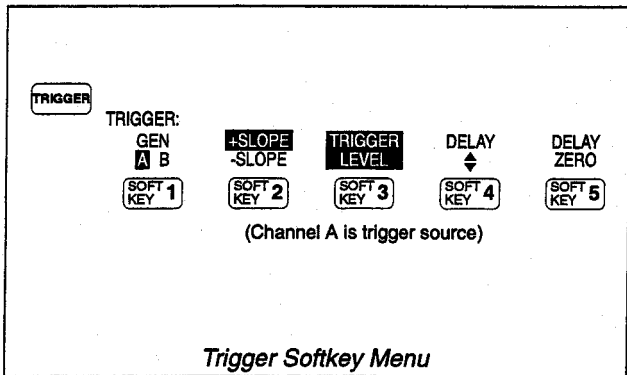 TRIGGER
TRIGGER:
GEN +SLOPE TRIGGER DELAY DELAY
A B -SLOPE LEVEL ZERO
SOFT KEY 1 SOFT KEY 2 SOFT KEY 3 SOFT KEY 4 SOFT KEY 5
(Channel A is trigger source)
Trigger Softkey Menu